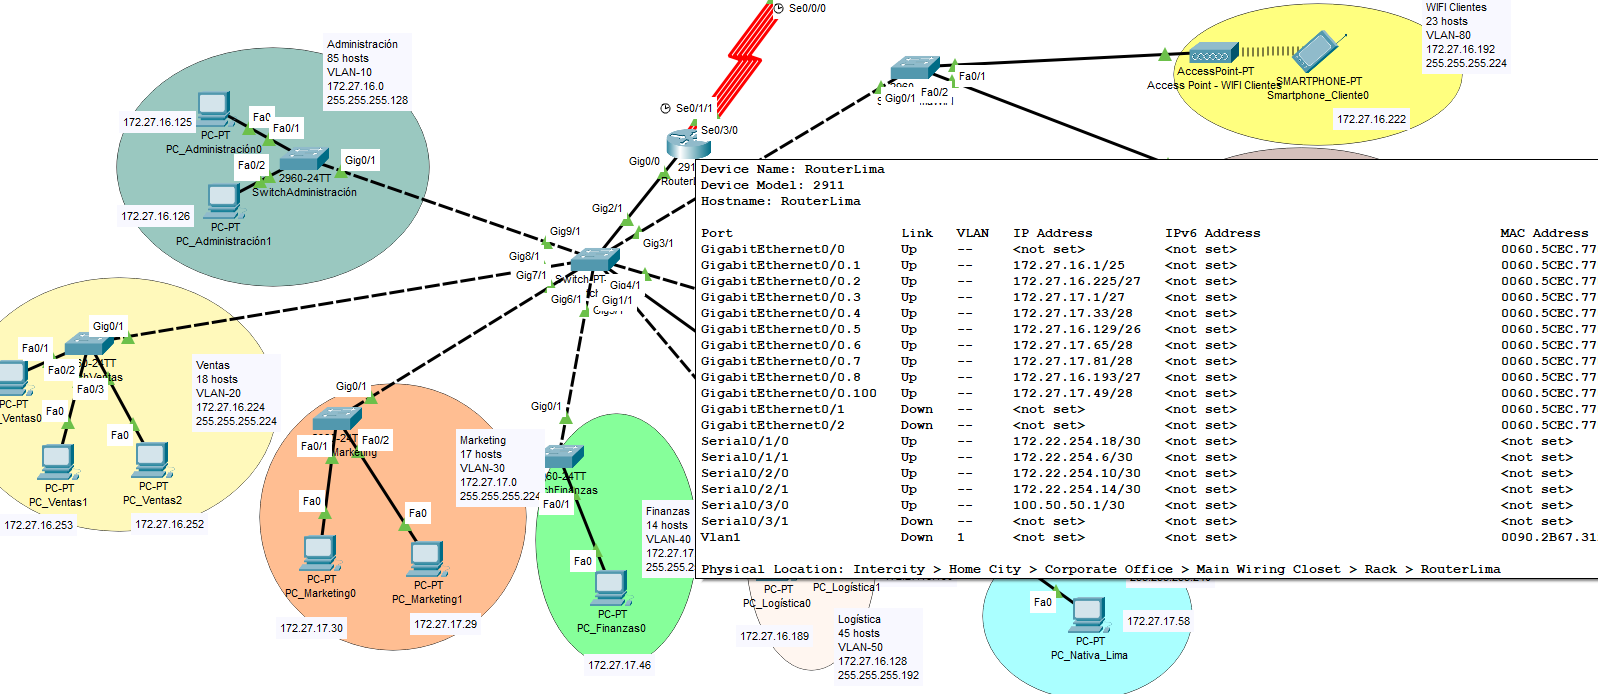 Se0/0/0
WIFI Clientes
23 hosts
VLAN-80
172.27.16.192
255.255.255.224
AccessPoint-PT
Access Point - WIFI Clientes
SMARTPHONE-PT
Smartphone_Cliente0
172.27.16.222
Fa0/1
Fa0/2
Gig0/1
Administración
85 hosts
VLAN-10
172.27.16.0
255.255.255.128
172.27.16.125
Fa0
Fa0/1
PC-PT
PC_Administración0
Fa0/2
Gig0/1
2960-24TT
SwitchAdministración
172.27.16.126
PC-PT
PC_Administración1
Se0/1/1
Se0/3/0
Gig0/0
Gig2/1
Gig3/1
Gig9/1
Gig8/1
Gig7/1
Gig6/1
Gig4/1
Gig1/1
Switch-PT
Device Name: RouterLima
Device Model: 2911
Hostname: RouterLima
Port Link VLAN IP Address IPv6 Address MAC Address
GigabitEthernet0/0 Up -- <not set> <not set> 0060.5CEC.77
GigabitEthernet0/0.1 Up -- 172.27.16.1/25 <not set> 0060.5CEC.77
GigabitEthernet0/0.2 Up -- 172.27.16.225/27 <not set> 0060.5CEC.77
GigabitEthernet0/0.3 Up -- 172.27.17.1/27 <not set> 0060.5CEC.77
GigabitEthernet0/0.4 Up -- 172.27.17.33/28 <not set> 0060.5CEC.77
GigabitEthernet0/0.5 Up -- 172.27.16.129/26 <not set> 0060.5CEC.77
GigabitEthernet0/0.6 Up -- 172.27.17.65/28 <not set> 0060.5CEC.77
GigabitEthernet0/0.7 Up -- 172.27.17.81/28 <not set> 0060.5CEC.77
GigabitEthernet0/0.8 Up -- 172.27.16.193/27 <not set> 0060.5CEC.77
GigabitEthernet0/0.100 Up -- 172.27.17.49/28 <not set> 0060.5CEC.77
GigabitEthernet0/1 Down -- <not set> <not set> 0060.5CEC.77
GigabitEthernet0/2 Down -- <not set> <not set> 0060.5CEC.77
Serial0/1/0 Up -- 172.22.254.18/30 <not set> <not set>
Serial0/1/1 Up -- 172.22.254.6/30 <not set> <not set>
Serial0/2/0 Up -- 172.22.254.10/30 <not set> <not set>
Serial0/2/1 Up -- 172.22.254.14/30 <not set> <not set>
Serial0/3/0 Up -- 100.50.50.1/30 <not set> <not set>
Serial0/3/1 Down -- <not set> <not set> <not set>
Vlan1 Down 1 <not set> <not set> 0090.2B67.31
Physical Location: Intercity > Home City > Corporate Office > Main Wiring Closet > Rack > RouterLima
Gig0/1
Fa0/1
Fa0/2
Fa0/3
Fa0
Fa0
PC-PT
Ventas0
PC-PT
PC_Ventas1
PC-PT
PC_Ventas2
172.27.16.253
172.27.16.252
Ventas
18 hosts
VLAN-20
172.27.16.224
255.255.255.224
Gig0/1
Fa0/1
Fa0/2
Marketing
Fa0
Fa0
PC-PT
PC_Marketing0
PC-PT
PC_Marketing1
172.27.17.30
172.27.17.29
Marketing
17 hosts
VLAN-30
172.27.17.0
255.255.255.224
Gig0/1
Fa0/1
Fa0
PC-PT
PC_Finanzas0
172.27.17.46
Finanzas
14 hosts
VLAN-40
172.27.17
255.255.2
PC-PT
PC_Logística0
PC_Logística1
172.27.16.189
Logística
45 hosts
VLAN-50
172.27.16.128
255.255.255.192
Fa0
PC-PT
PC_Nativa_Lima
172.27.17.58